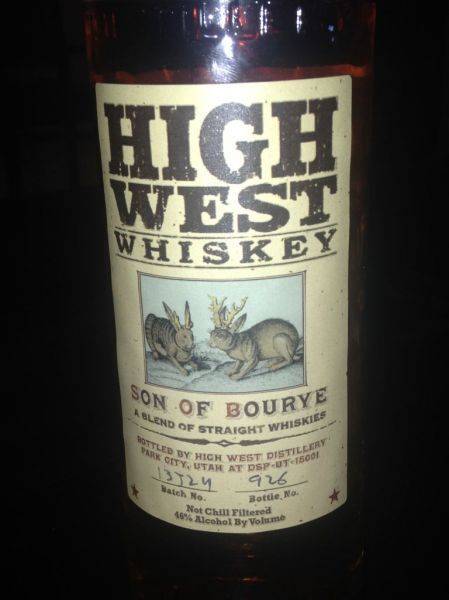 HIGH
WEST
WHISKEY
SON OF BOURYE
A BLEND OF STRAIGHT WHISKIES
BOTTLED BY HIGH WEST DISTILLERY
PARK CITY, UTAH AT DSP-UT-15001
926
Batch No. Bottle No.
Not Chill Filtered
46% Alcohol By Volume